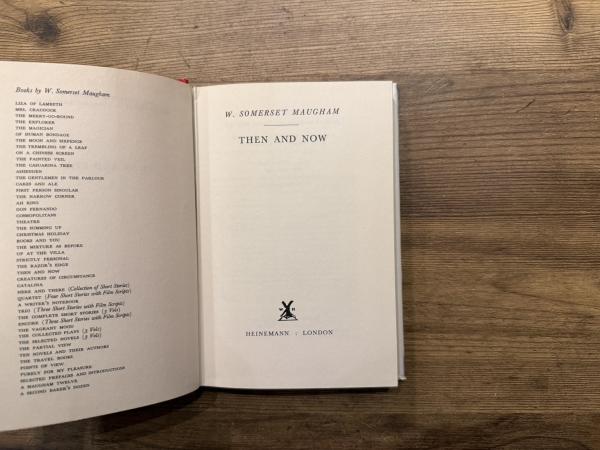 Books by W. Somerset Maugham
LIZA OF LAMBETH
MRS. CRADDOCK
THE MERRY-GO-ROUND
THE EXPLORER
THE MAGICIAN
OF HUMAN BONDAGE
THE MOON AND SIXPENCE
THE TREMBLING OF A LEAF
ON A CHINESE SCREEN
THE PAINTED VEIL
THE CASUARINA TREE
ASHENDEN
THE GENTLEMEN IN THE PARLOUR
CAKES AND ALE
FIRST PERSON SINGULAR
THE NARROW CORNER
AH KING
DON FERNANDO
COSMOPOLITANS
THEATRE
THE SUMMING UP
CHRISTMAS HOLIDAY
BOOKS AND YOU
THE MIXTURE AS BEFORE
UP AT THE VILLA
STRICTLY PERSONAL
THE RAZOR'S EDGE
THEN AND NOW
CREATURES OF CIRCUMSTANCE
CATALINA
HERE AND THERE (Collection of Short Stories)
QUARTET (Four Short Stories with Film Scripts)
A WRITER'S NOTEBOOK
TRIO (Three Short Stories with Film Scripts)
THE COMPLETE SHORT STORIES (3 Vols)
ENCORE (Three Short Stories with Film Scripts)
THE VAGRANT MOOD
THE COLLECTED PLAYS (3 Vols)
THE SELECTED NOVELS (3 Vols)
THE PARTIAL VIEW
TEN NOVELS AND THEIR AUTHORS
THE TRAVEL BOOKS
POINTS OF VIEW
PURELY FOR MY PLEASURE
SELECTED PREFACES AND INTRODUCTIONS
A MAUGHAM TWELVE
A SECOND BAKER'S DOZEN
W. SOMERSET MAUGHAM
THEN AND NOW
HEINEMANN : LONDON